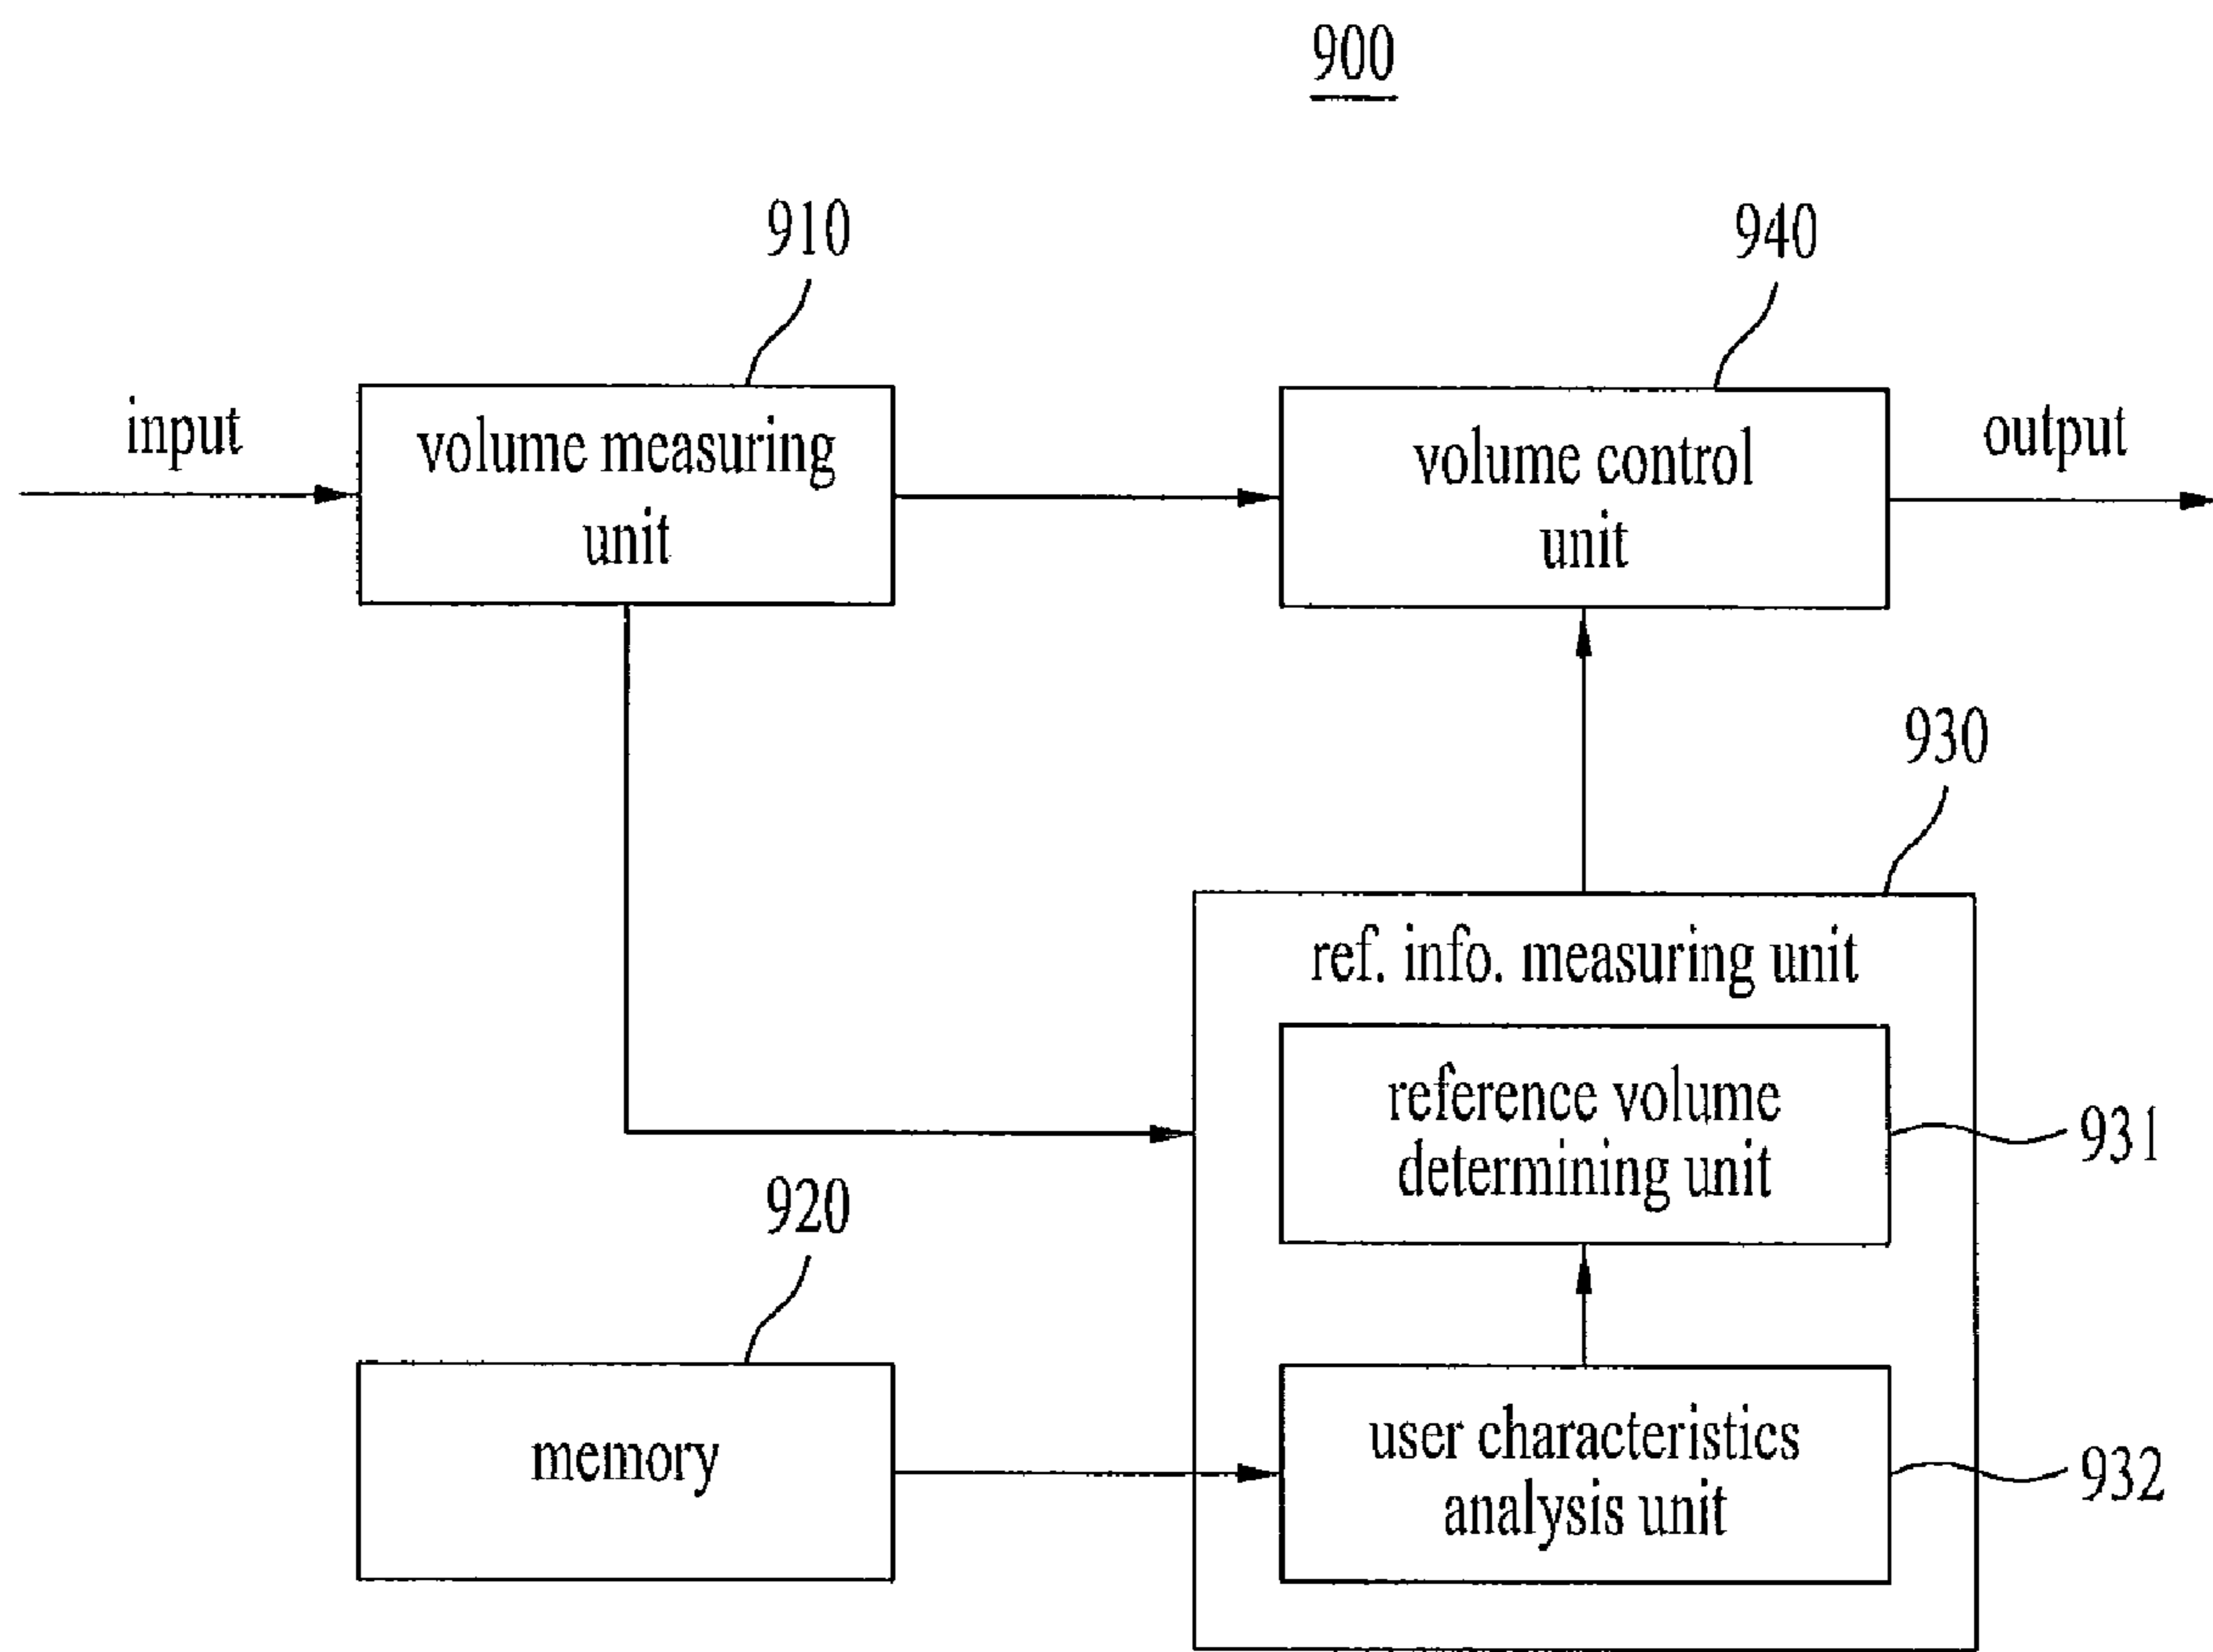 900
910
940
input
volume measuring
unit
volume control
unit
output
930
ref. info. measuring unit
reference volume
determining unit
931
920
memory
user characteristics
analysis unit
932